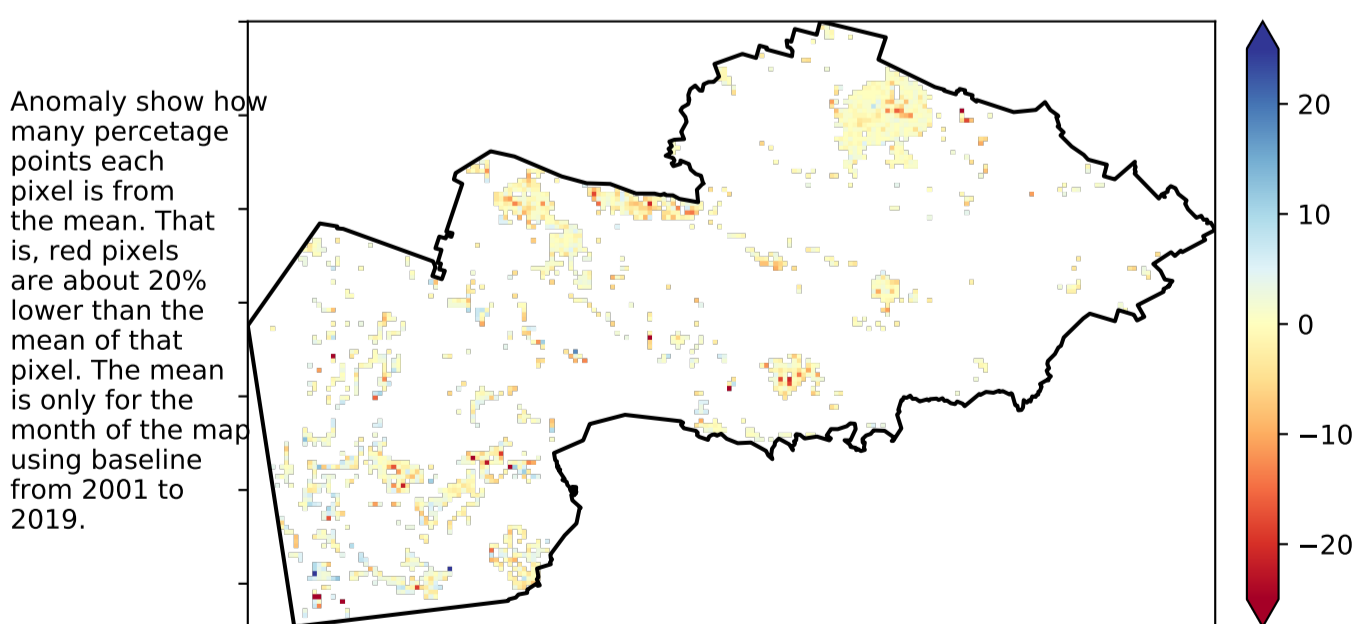 Anomaly show how
many percetage
points each
pixel is from
the mean. That
is, red pixels
are about 20%
lower than the
mean of that
pixel. The mean
is only for the
month of the map
using baseline
from 2001 to
2019.
20
10
0
−10
−20